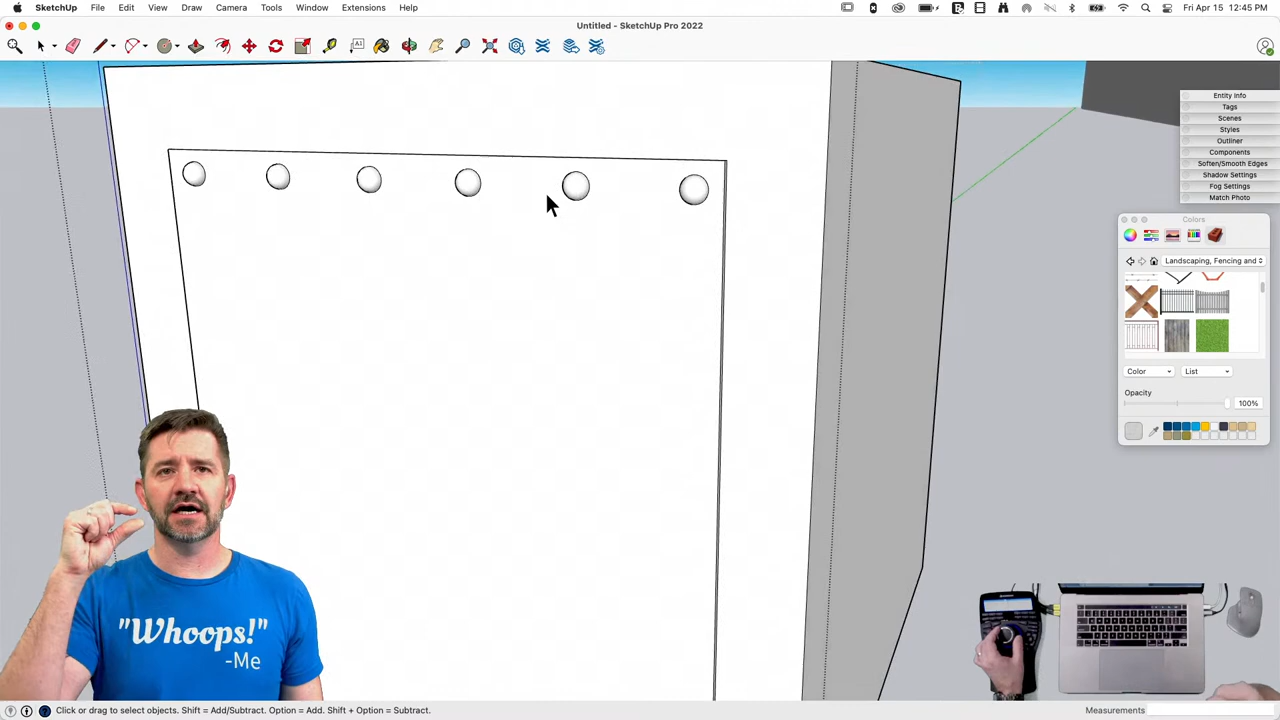 SketchUp File Edit View Draw Camera Tools Window Extensions Help Fri Apr 15 12:45 PM
Untitled - SketchUp Pro 2022
A1
Entity Info
Tags
Scenes
Styles
Outliner
Components
Soften/Smooth Edges
Shadow Settings
Fog Settings
Match Photo
Colors
Landscaping, Fencing and
Color List
Opacity
100%
"Whoops!"
-Me
Click or drag to select objects. Shift = Add/Subtract. Option = Add. Shift + Option = Subtract. Measurements